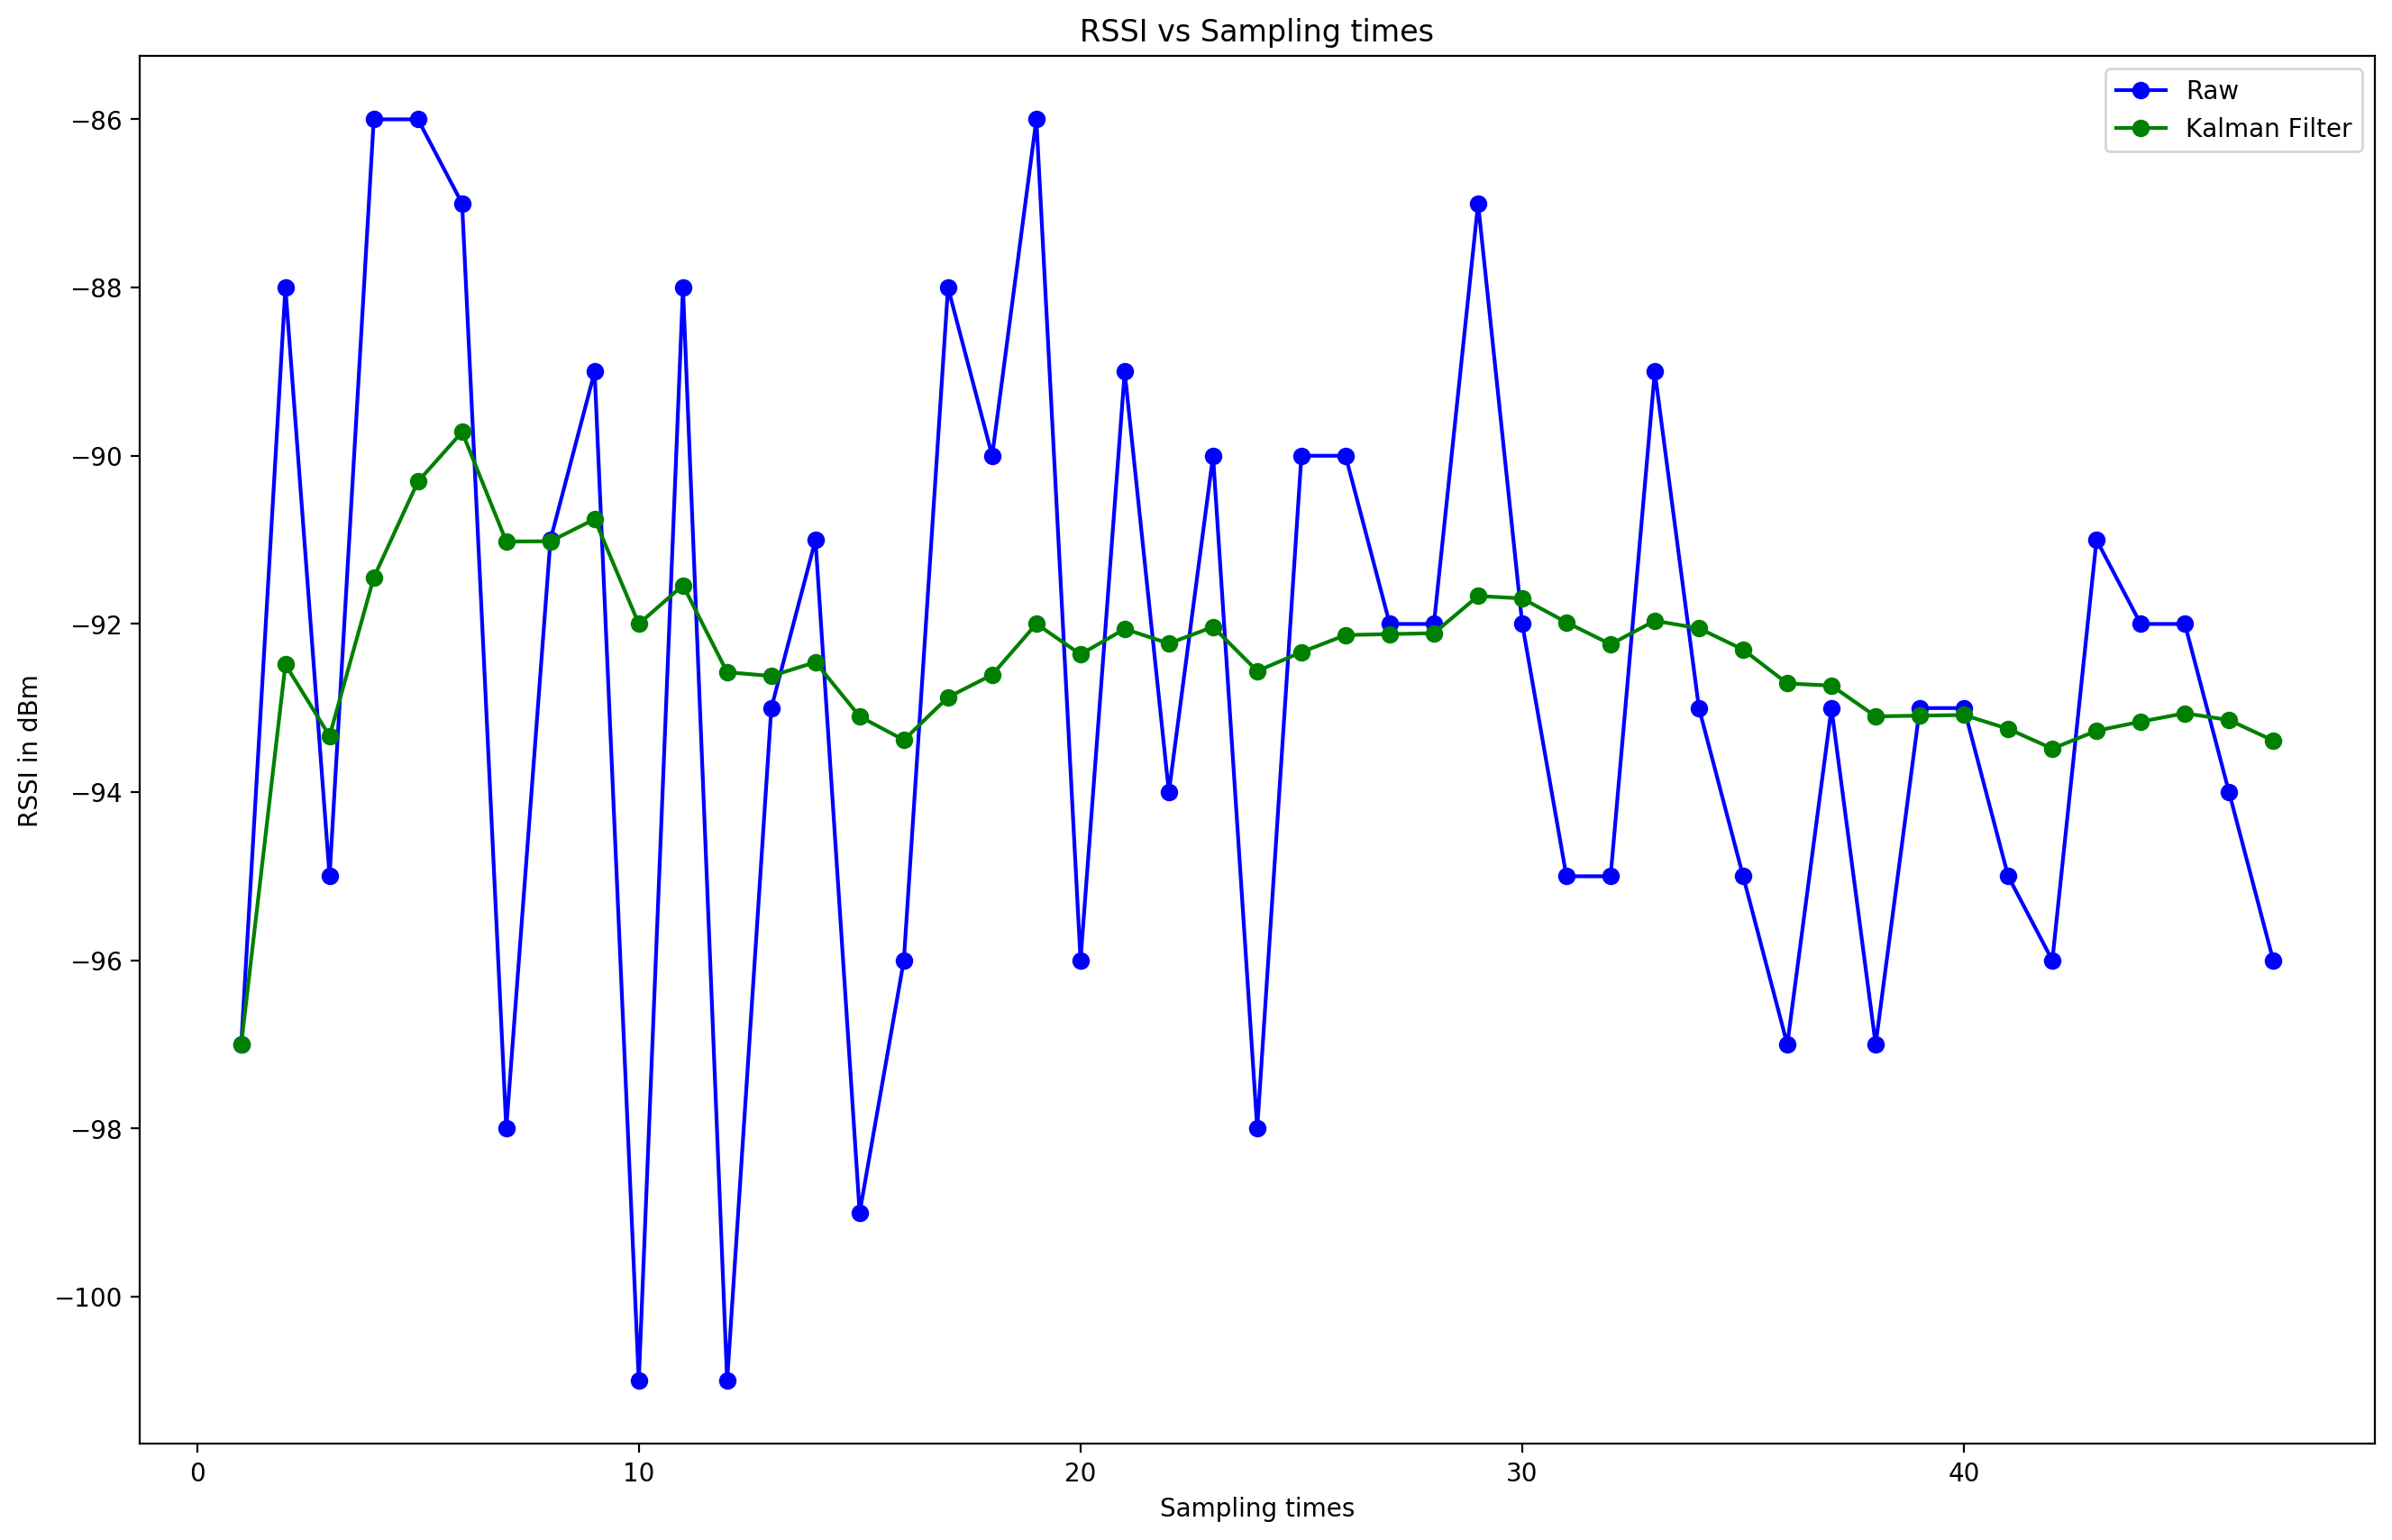 RSSI vs Sampling times
Raw
Kalman Filter
−86
−88
−90
−92
−94
−96
−98
−100
RSSI in dBm
0 10 20 30 40
Sampling times